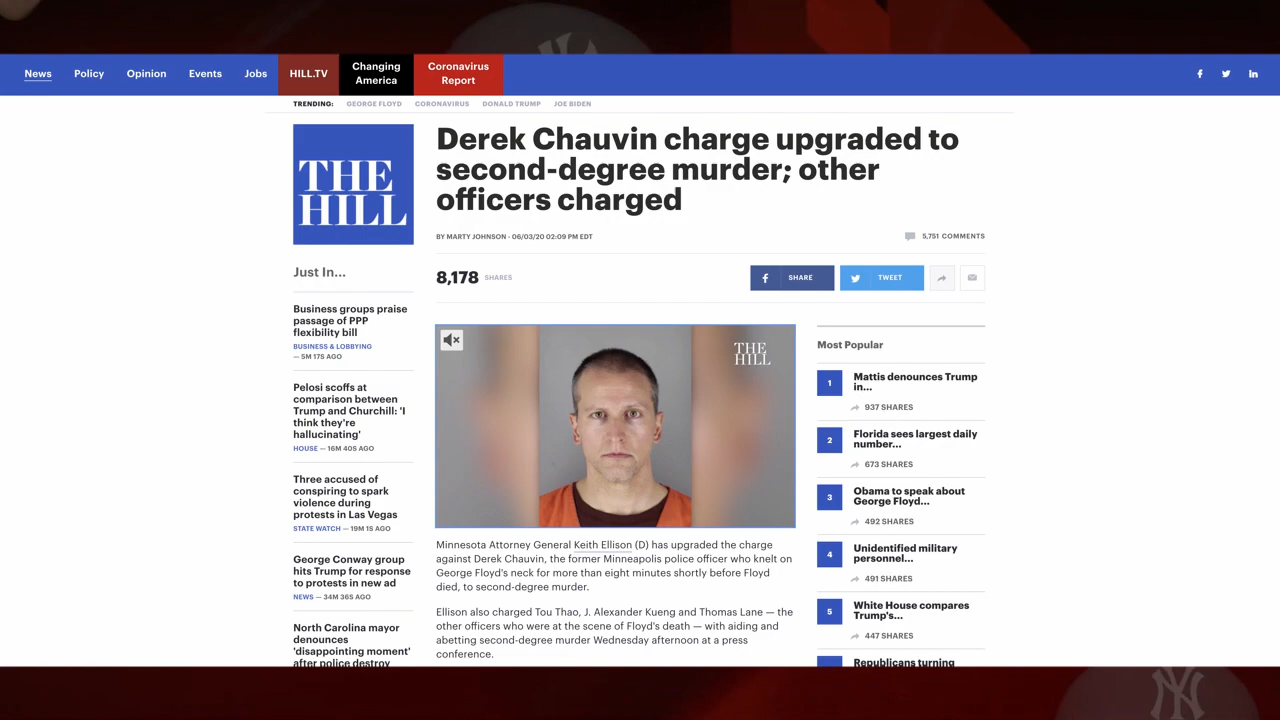 News Policy Opinion Events Jobs HILL.TV Changing America Coronavirus Report
TRENDING: GEORGE FLOYD CORONAVIRUS DONALD TRUMP JOE BIDEN
THE
HILL
Derek Chauvin charge upgraded to
second-degree murder; other
officers charged
BY MARTY JOHNSON - 06/03/20 02:09 PM EDT
5,751 COMMENTS
8,178 SHARES
SHARE
TWEET
Just In...
Business groups praise
passage of PPP
flexibility bill
BUSINESS & LOBBYING
— 5M 17S AGO
Pelosi scoffs at
comparison between
Trump and Churchill: 'I
think they're
hallucinating'
HOUSE — 16M 40S AGO
Three accused of
conspiring to spark
violence during
protests in Las Vegas
STATE WATCH — 19M 1S AGO
George Conway group
hits Trump for response
to protests in new ad
NEWS — 34M 36S AGO
North Carolina mayor
denounces
'disappointing moment'
after police destroy
THE
HILL
Minnesota Attorney General Keith Ellison (D) has upgraded the charge
against Derek Chauvin, the former Minneapolis police officer who knelt on
George Floyd's neck for more than eight minutes shortly before Floyd
died, to second-degree murder.
Ellison also charged Tou Thao, J. Alexander Kueng and Thomas Lane — the
other officers who were at the scene of Floyd's death — with aiding and
abetting second-degree murder Wednesday afternoon at a press
conference.
Most Popular
1
Mattis denounces Trump
in...
937 SHARES
2
Florida sees largest daily
number...
673 SHARES
3
Obama to speak about
George Floyd...
492 SHARES
4
Unidentified military
personnel...
491 SHARES
5
White House compares
Trump's...
447 SHARES
Republicans turning
NY